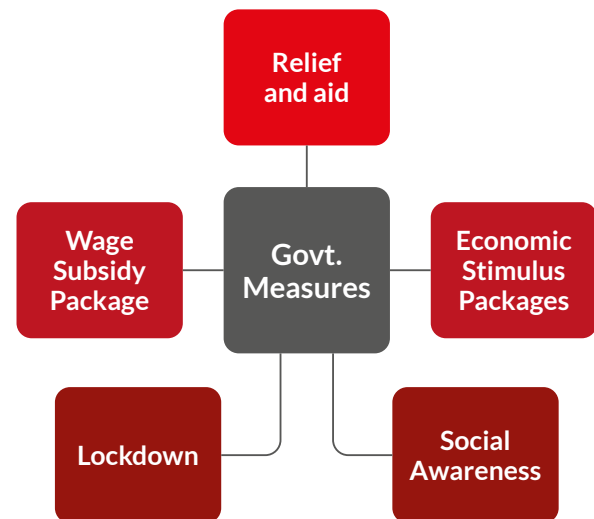 Relief
and aid
Wage
Subsidy
Package
Govt.
Measures
Economic
Stimulus
Packages
Lockdown
Social
Awareness